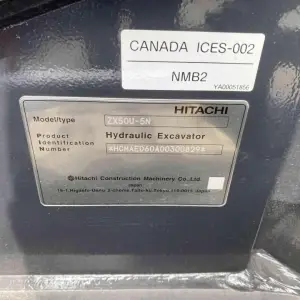 CANADA ICES-002
NMB2
YA00051856
HITACHI
Model/type ZX50U-5N
Product Hydraulic Excavator
Identification
Number
Hitachi Construction Machinery Co.,Ltd.
Japan